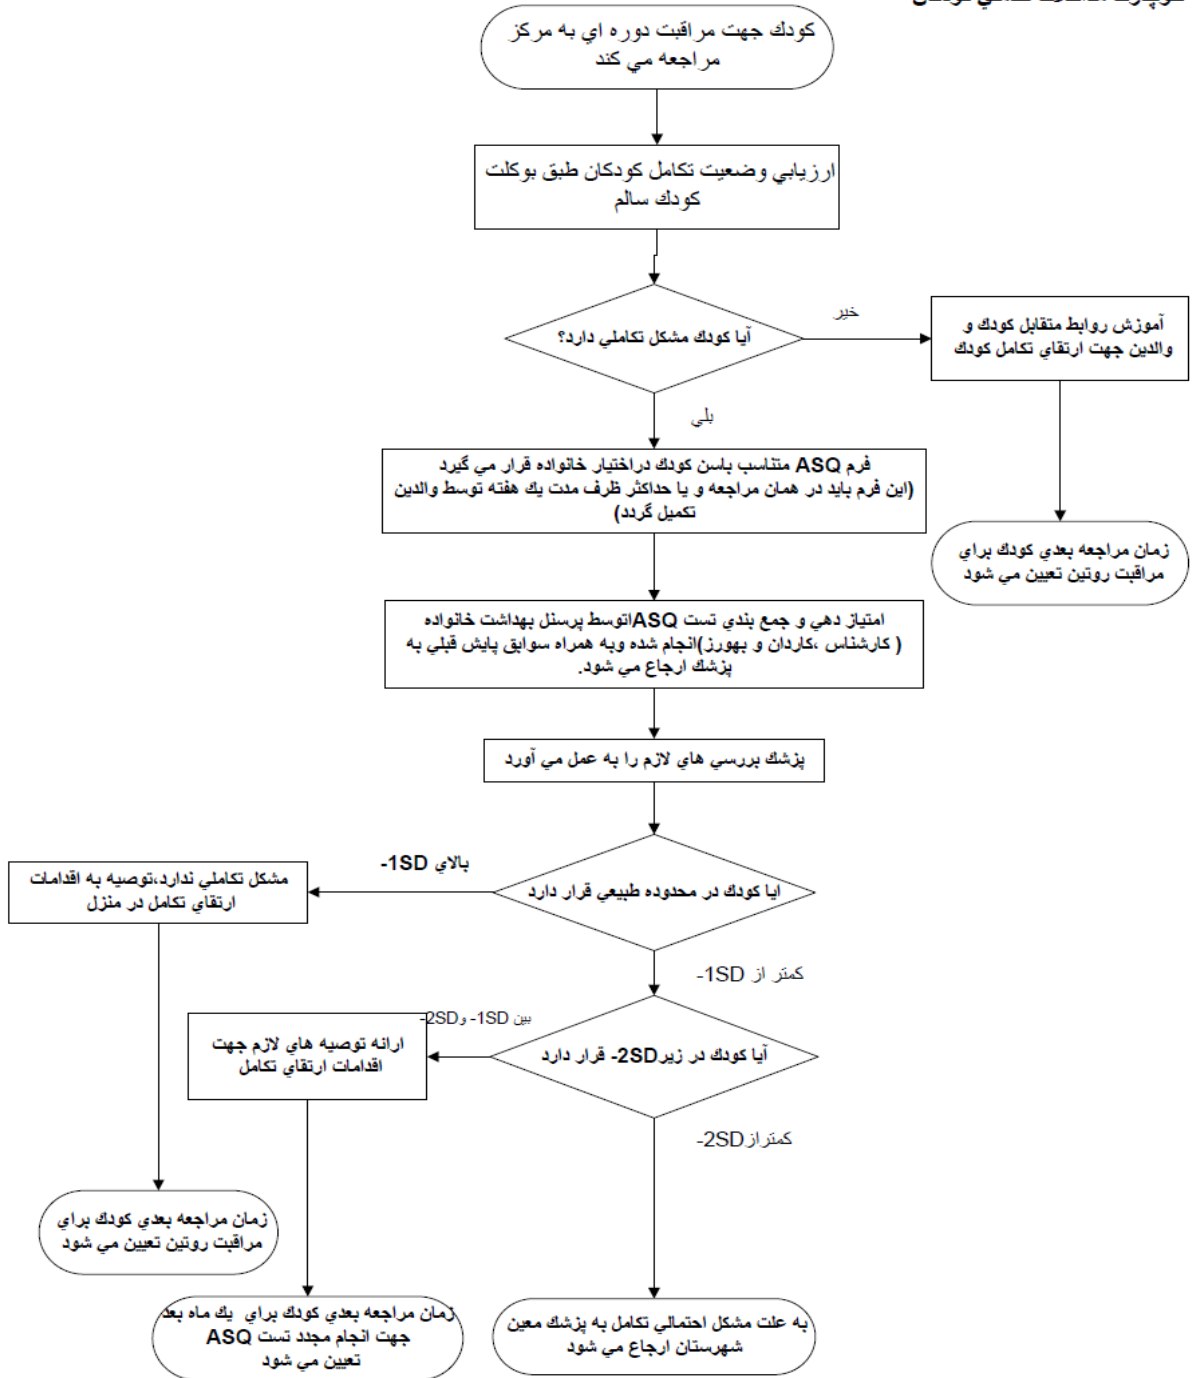 كودك جهت مراقبت دوره اي به مركز
مراجعه مي كند
ارزيابي وضعيت تكامل كودكان طبق بوكلت
كودك سالم
آيا كودك مشكل تكاملي دارد؟
خير
آموزش روابط متقابل كودك و
والدين جهت ارتقاي تكامل كودك
بلي
فرم ASQ متناسب باسن كودك دراختيار خانواده قرار مي گيرد
(اين فرم بايد در همان مراجعه و يا حداكثر ظرف مدت يك هفته توسط والدين
تكميل گردد)
زمان مراجعه بعدي كودك براي
مراقبت روتين تعيين مي شود
امتياز دهي و جمع بندي تست ASQاتوسط پرسنل بهداشت خانواده
( كارشناس ،كاردان و بهورز)انجام شده وبه همراه سوابق پايش قبلي به
پزشك ارجاع مي شود.
پزشك بررسي هاي لازم را به عمل مي آورد
بالاي 1SD-
ايا كودك در محدوده طبيعي قرار دارد
مشكل تكاملي ندارد،توصيه به اقدامات
ارتقاي تكامل در منزل
كمتر از 1SD-
بين 1SD- و2SD-
آيا كودك در زير2SD- قرار دارد
ارائه توصيه هاي لازم جهت
اقدامات ارتقاي تكامل
كمتراز2SD-
زمان مراجعه بعدي كودك براي
مراقبت روتين تعيين مي شود
زمان مراجعه بعدي كودك براي يك ماه بعد
جهت انجام مجدد تست ASQ
تعيين مي شود
به علت مشكل احتمالي تكامل به پزشك معين
شهرستان ارجاع مي شود